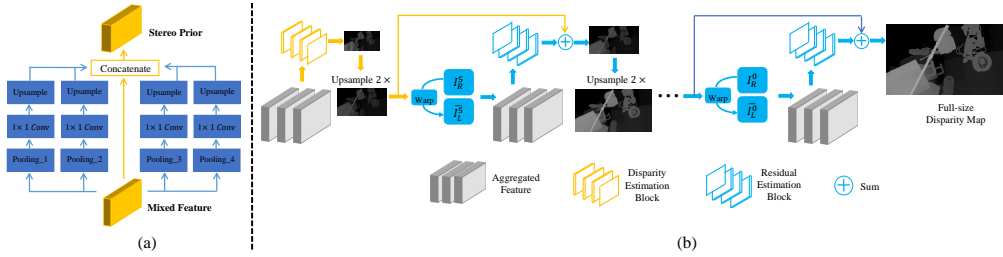 Stereo Prior
Concatenate
Upsample Upsample Upsample Upsample
1×1 Conv 1×1 Conv 1×1 Conv 1×1 Conv
Pooling_1 Pooling_2 Pooling_3 Pooling_4
Mixed Feature
(a)
Upsample 2 ×
Warp
I_R^5
Ī_L^5
Upsample 2 ×
Warp
I_R^0
Ī_L^0
Full-size
Disparity Map
Aggregated
Feature
Disparity
Estimation
Block
Residual
Estimation
Block
Sum
(b)